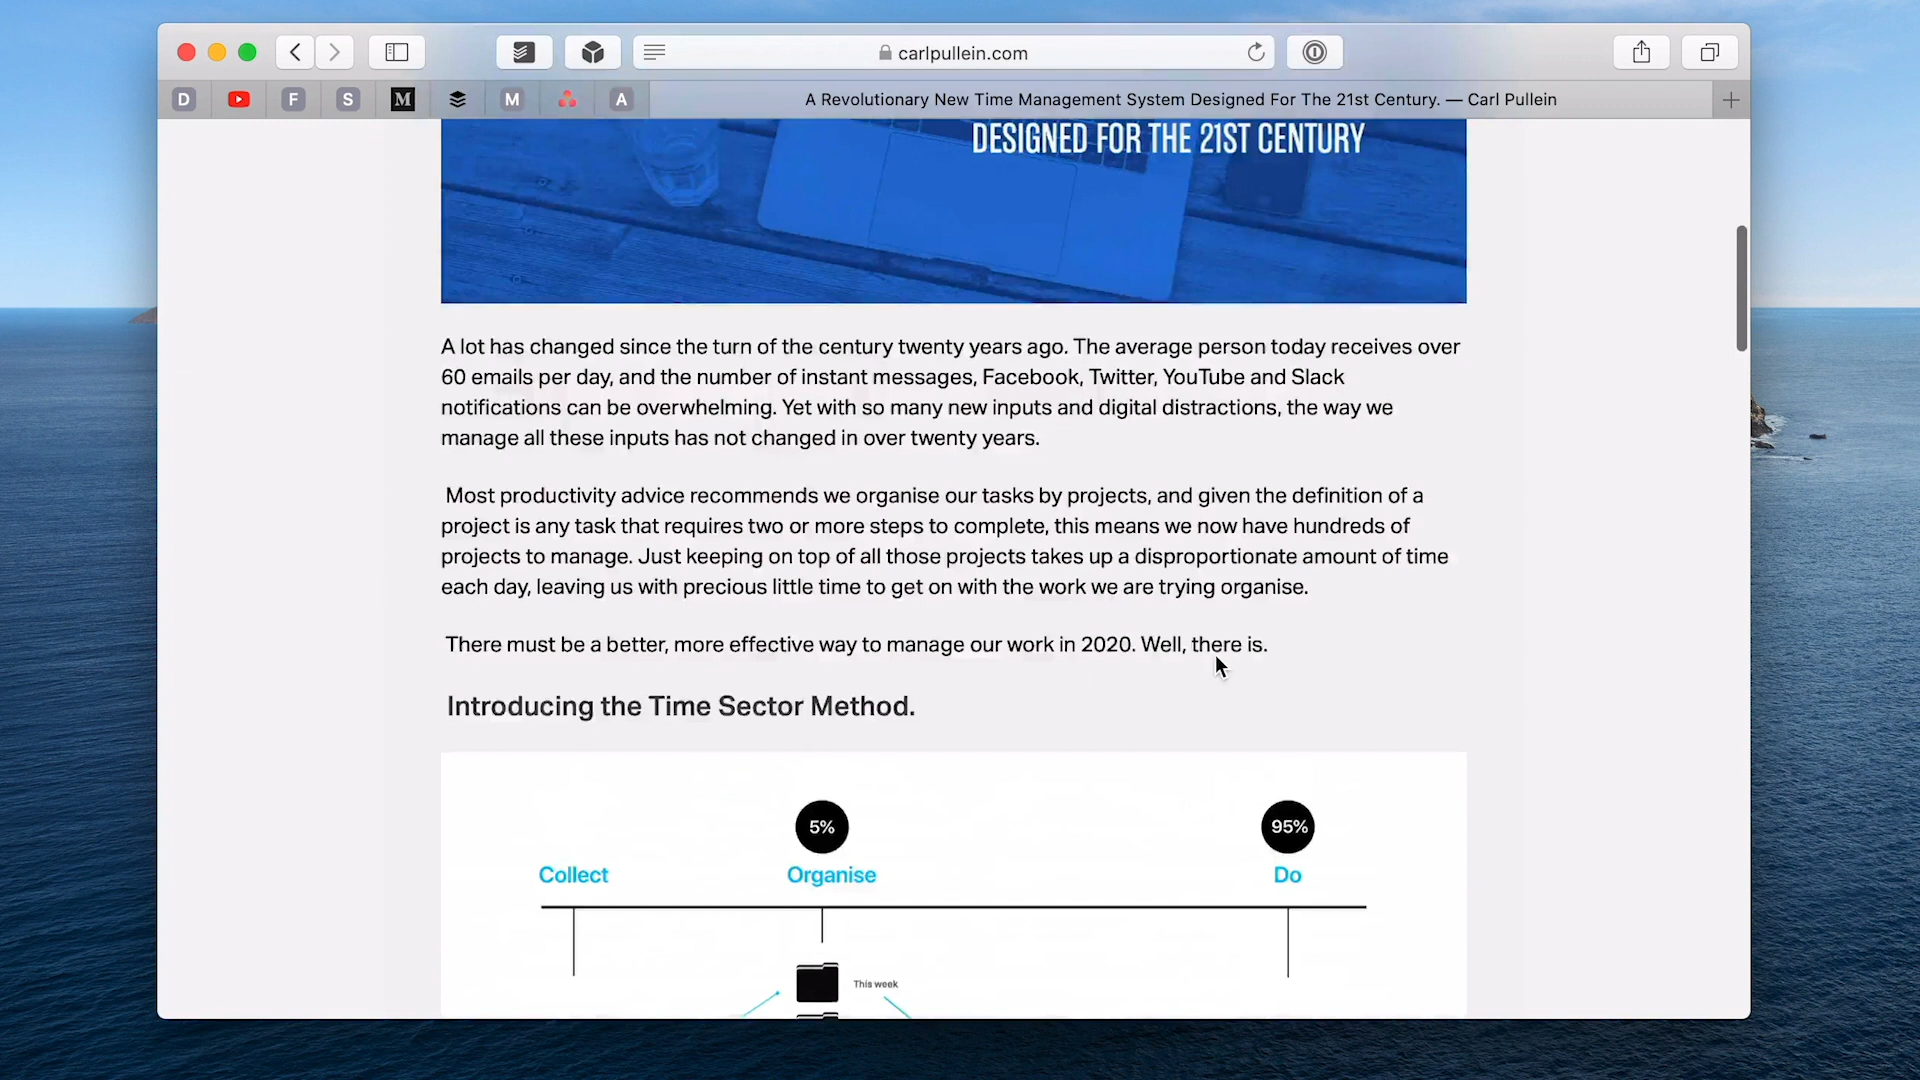 carlpullein.com
D F S M M A A Revolutionary New Time Management System Designed For The 21st Century. — Carl Pullein
DESIGNED FOR THE 21ST CENTURY
A lot has changed since the turn of the century twenty years ago. The average person today receives over
60 emails per day, and the number of instant messages, Facebook, Twitter, YouTube and Slack
notifications can be overwhelming. Yet with so many new inputs and digital distractions, the way we
manage all these inputs has not changed in over twenty years.
Most productivity advice recommends we organise our tasks by projects, and given the definition of a
project is any task that requires two or more steps to complete, this means we now have hundreds of
projects to manage. Just keeping on top of all those projects takes up a disproportionate amount of time
each day, leaving us with precious little time to get on with the work we are trying organise.
There must be a better, more effective way to manage our work in 2020. Well, there is.
Introducing the Time Sector Method.
5% 95%
Collect Organise Do
This week